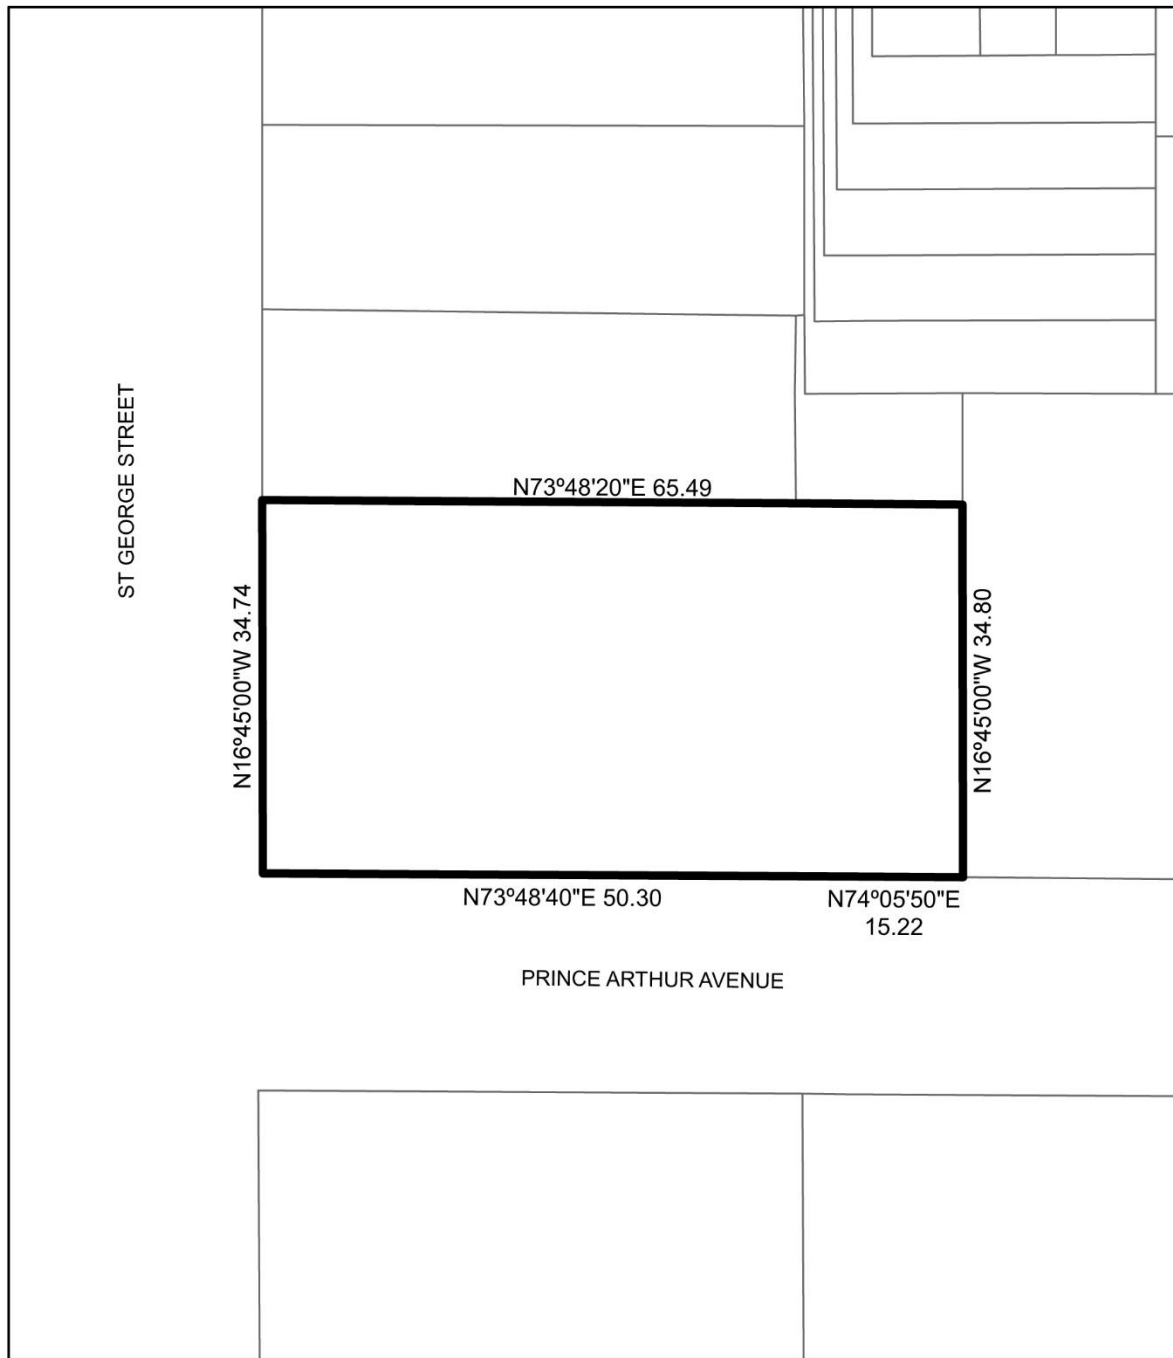 ST GEORGE STREET
N73º48'20"E 65.49
N16º45'00"W 34.74
N16º45'00"W 34.80
N73º48'40"E 50.30
N74º05'50"E
15.22
PRINCE ARTHUR AVENUE